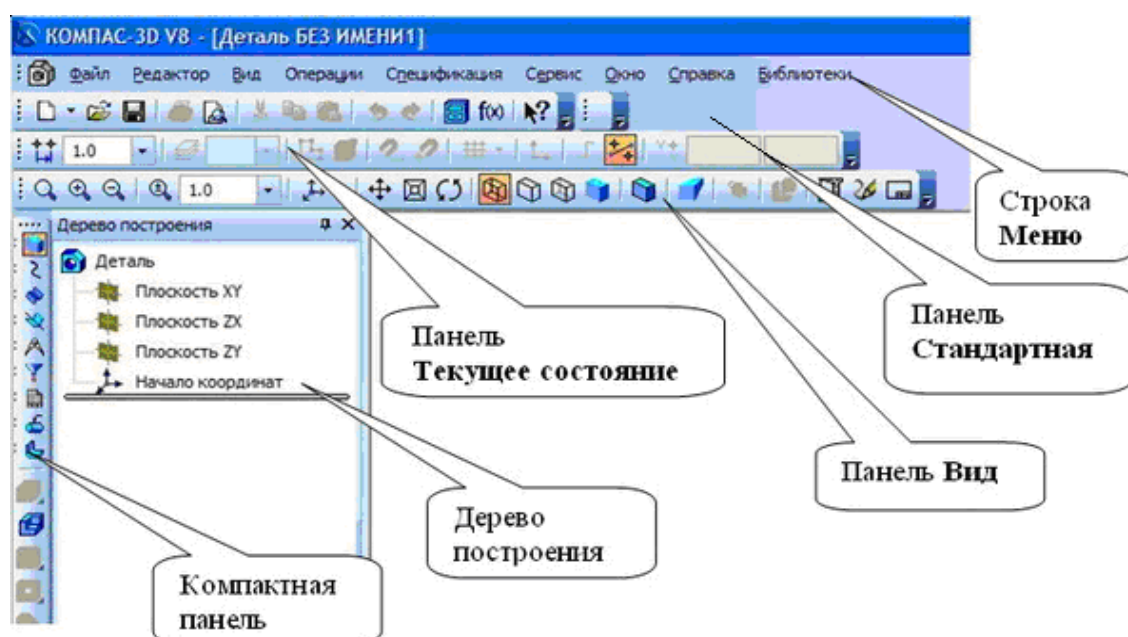 КОМПАС-3D V8 - [Деталь БЕЗ ИМЕНИ1]
Файл Редактор Вид Операции Спецификация Сервис Окно Справка Библиотеки
f(x) ?
1.0
1.0
Дерево построения
Деталь
Плоскость XY
Плоскость ZX
Плоскость ZY
Начало координат
Строка
Меню
Панель
Текущее состояние
Панель
Стандартная
Панель Вид
Дерево
построения
Компактная
панель